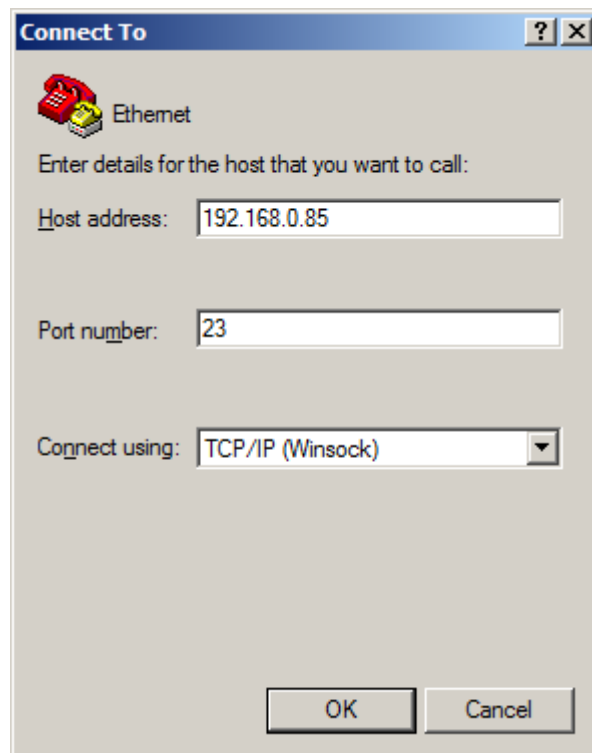 Connect To
Ethernet
Enter details for the host that you want to call:
Host address: 192.168.0.85
Port number: 23
Connect using: TCP/IP (Winsock)
OK Cancel